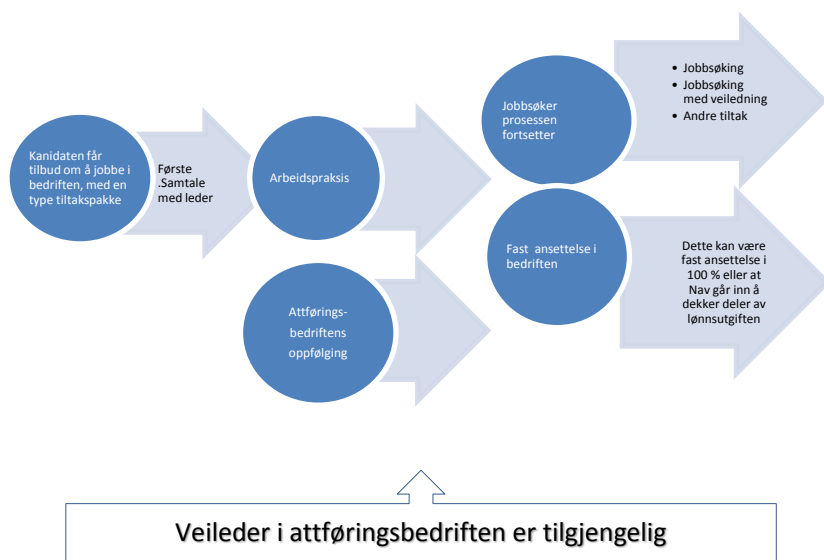 Kanidaten får
tilbud om å jobbe i
bedriften, med en
type tiltakspakke
Første
.Samtale
med leder
Arbeidspraksis
Attførings-
bedriftens
oppfølging
Jobbsøker
prosessen
fortsetter
• Jobbsøking
• Jobbsøking
med veiledning
• Andre tiltak
Fast ansettelse i
bedriften
Dette kan være
fast ansettelse i
100 % eller at
Nav går inn å
dekker deler av
lønnsutgiften
Veileder i attføringsbedriften er tilgjengelig